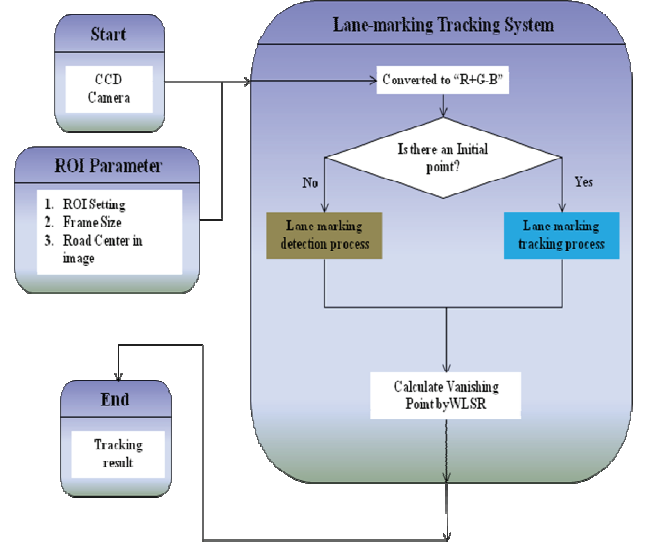 Start
CCD
Camera
ROI Parameter
1. ROI Setting
2. Frame Size
3. Road Center in
image
Lane-marking Tracking System
Converted to “R+G-B”
Is there an Initial
point?
No
Yes
Lane marking
detection process
Lane marking
tracking process
Calculate Vanishing
Point by WLSR
End
Tracking
result